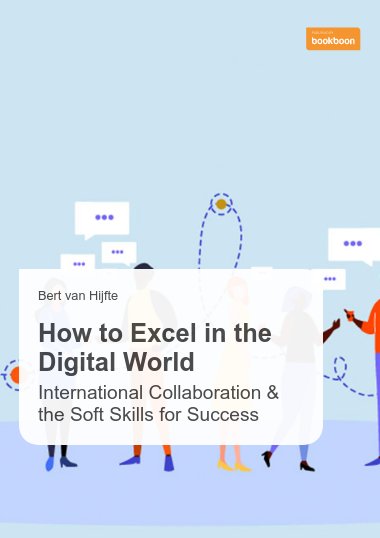 bookboon
Bert van Hijfte
How to Excel in the
Digital World
International Collaboration &
the Soft Skills for Success